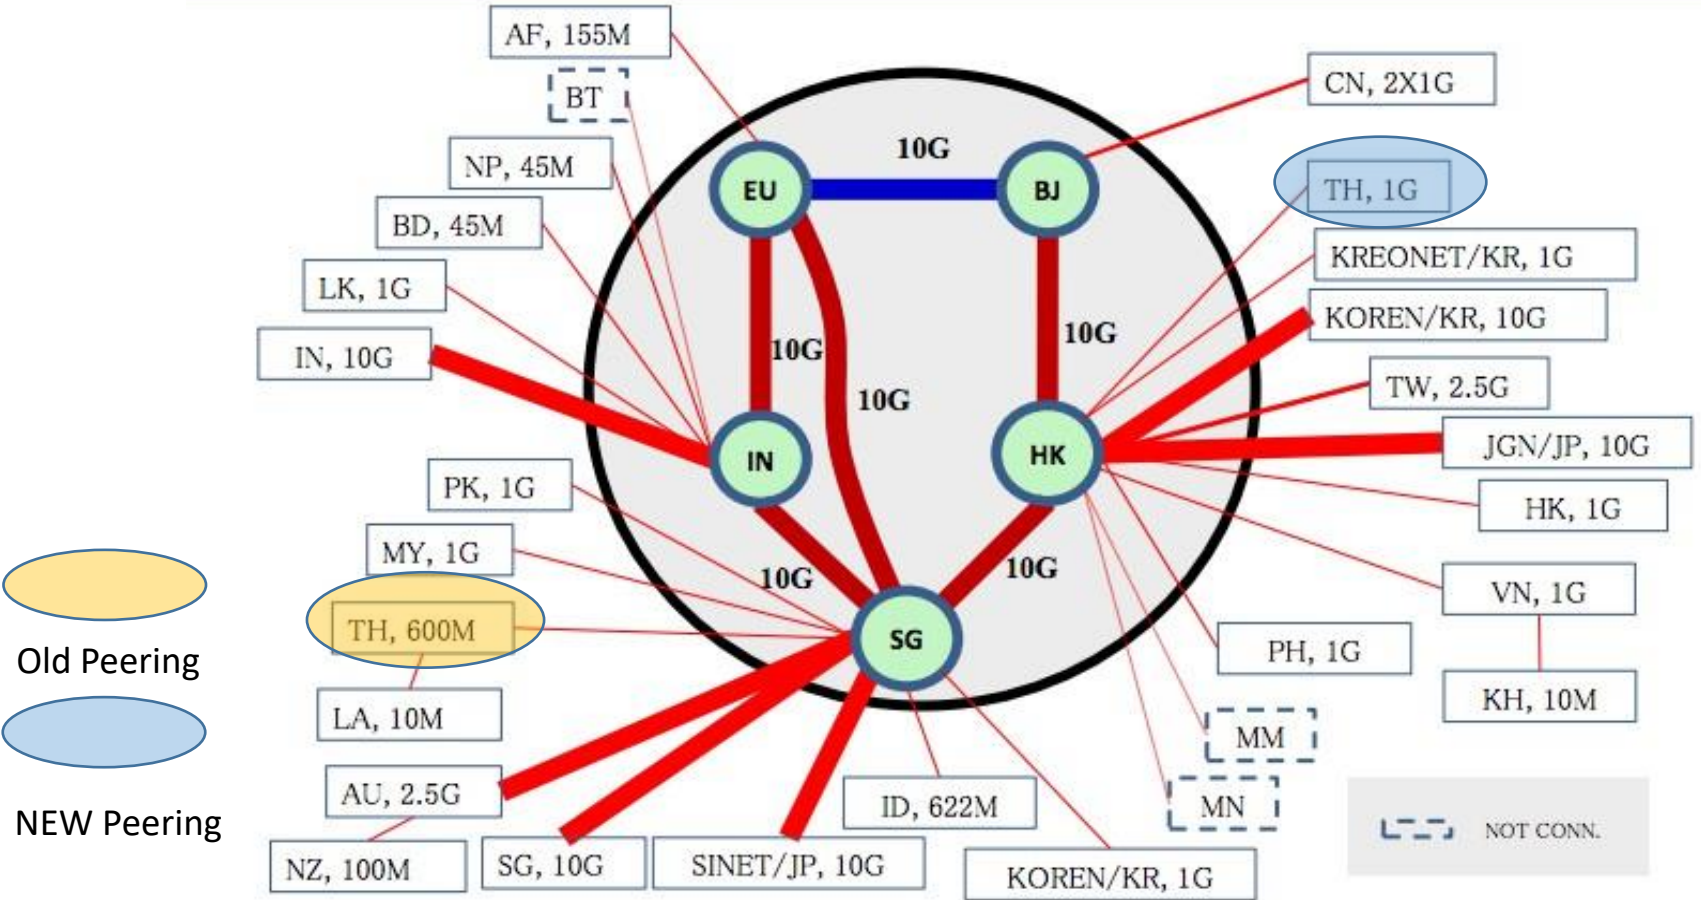 AF, 155M
BT
NP, 45M
BD, 45M
LK, 1G
IN, 10G
PK, 1G
MY, 1G
TH, 600M
LA, 10M
AU, 2.5G
NZ, 100M
SG, 10G
SINET/JP, 10G
ID, 622M
KOREN/KR, 1G
EU
10G
BJ
10G
10G
10G
IN
HK
10G
10G
SG
CN, 2X1G
TH, 1G
KREONET/KR, 1G
KOREN/KR, 10G
TW, 2.5G
JGN/JP, 10G
HK, 1G
VN, 1G
KH, 10M
PH, 1G
MM
MN
NOT CONN.
Old Peering
NEW Peering